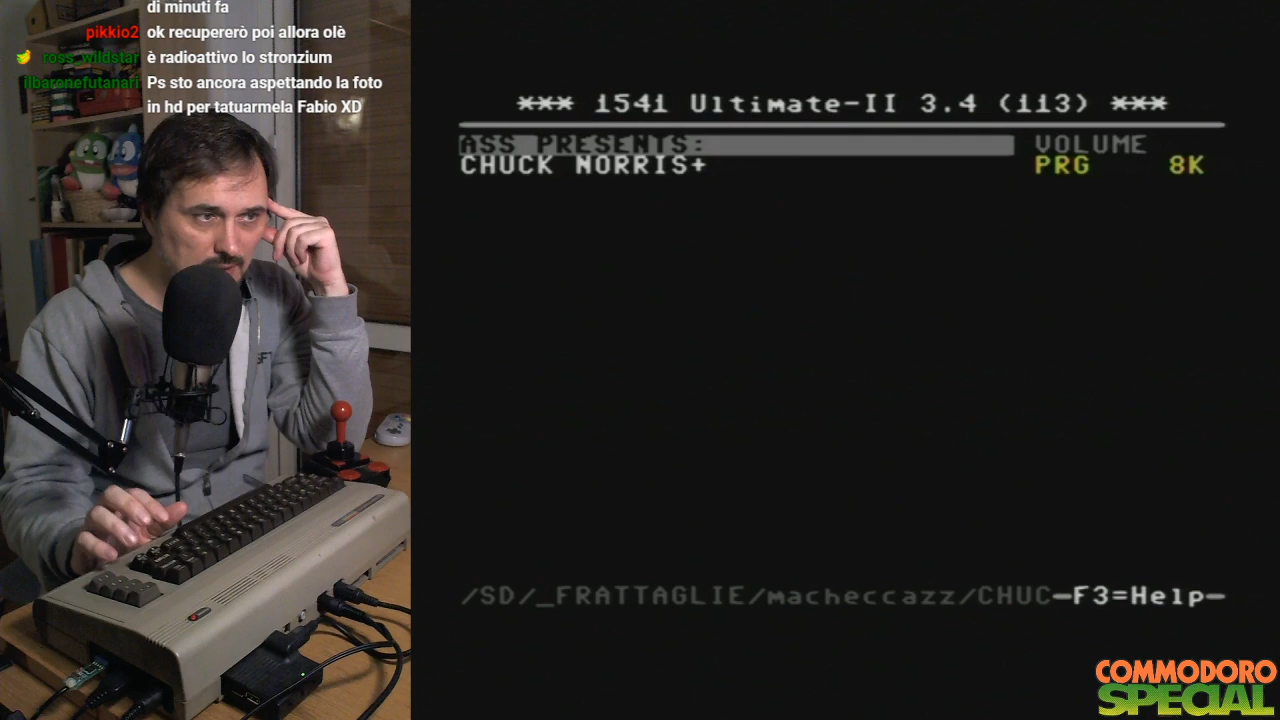 di minuti fa
pikkio2 ok recupererò poi allora olè
ross_wildstar è radioattivo lo stronzium
ilbaronefutanari Ps sto ancora aspettando la foto
in hd per tatuarmela Fabio XD
*** 1541 Ultimate-II 3.4 (113) ***
ASS PRESENTS: VOLUME
CHUCK NORRIS+ PRG 8K
/SD/_FRATTAGLIE/macheccazz/CHUC-F3=Help-
COMMODORO
SPECIAL